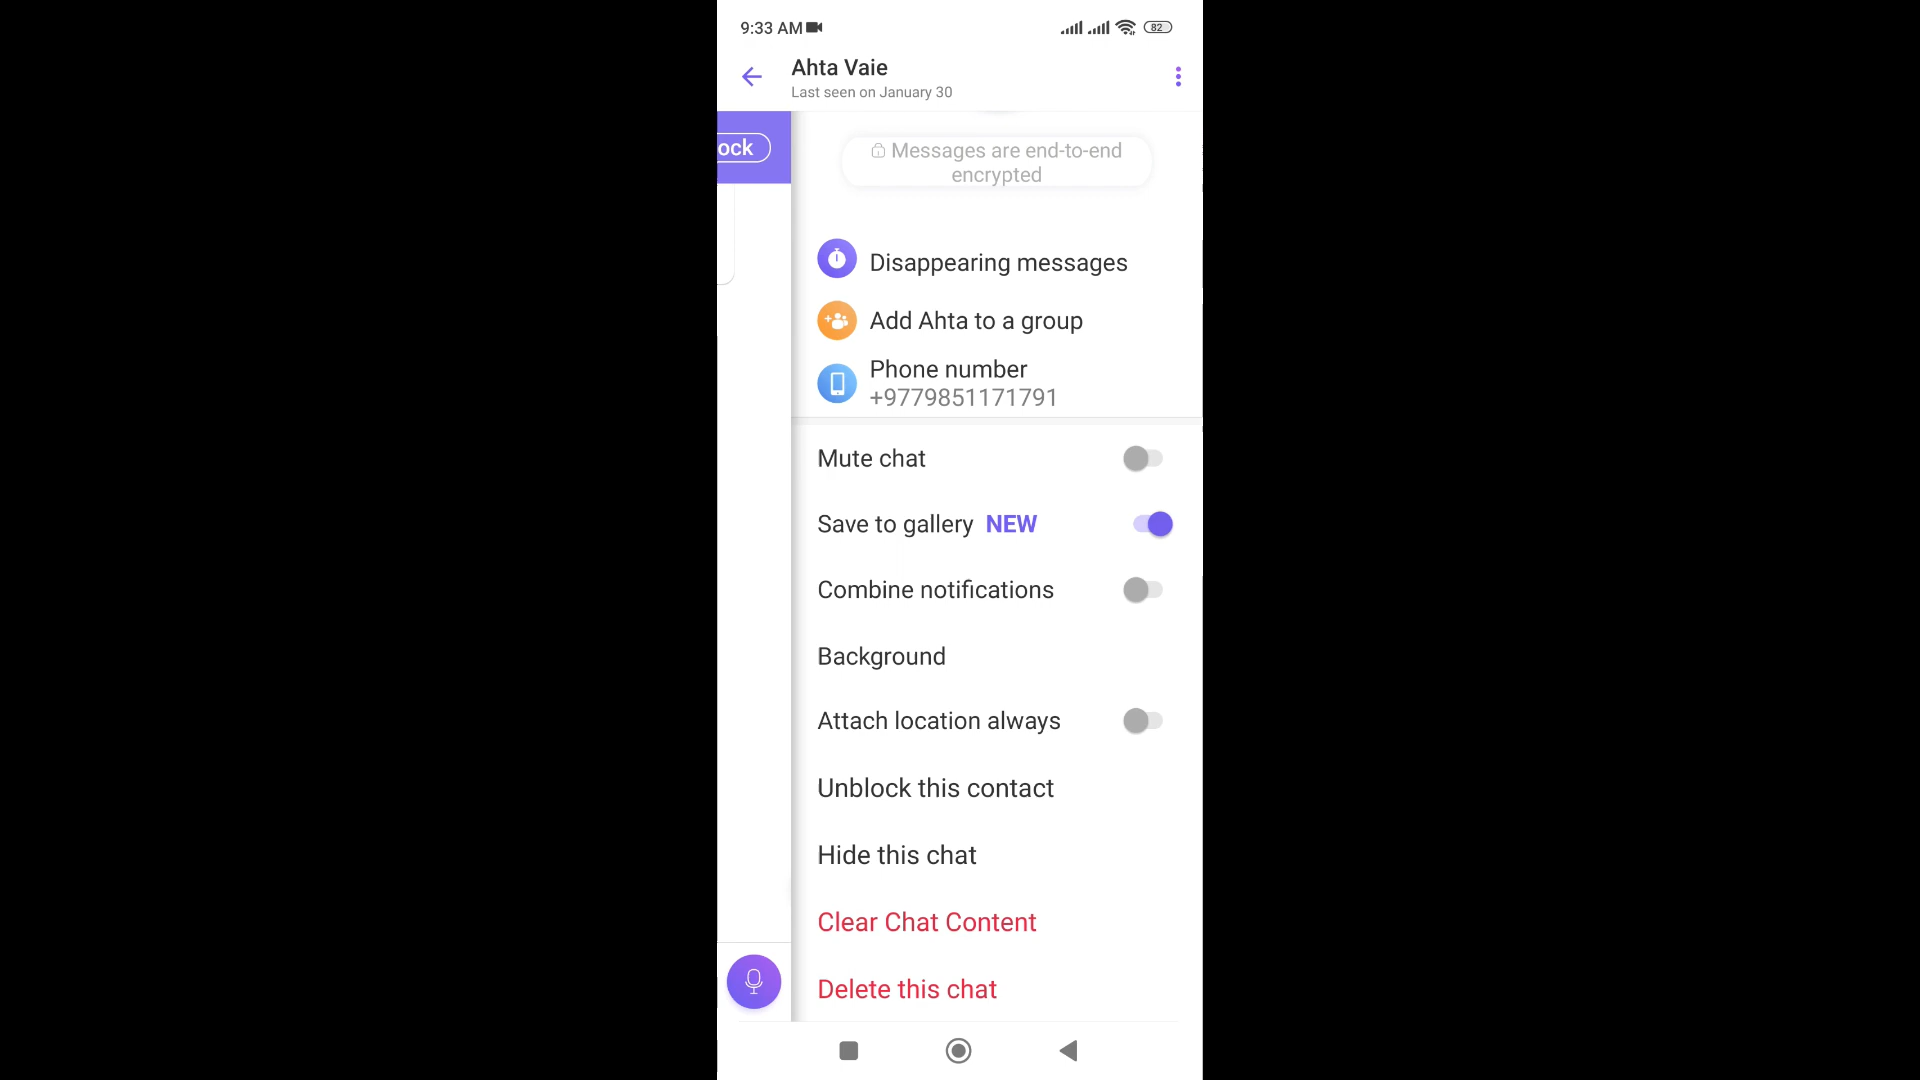 9:33 AM
82
Ahta Vaie
Last seen on January 30
ock
Messages are end-to-end
encrypted
Disappearing messages
Add Ahta to a group
Phone number
+9779851171791
Mute chat
Save to gallery NEW
Combine notifications
Background
Attach location always
Unblock this contact
Hide this chat
Clear Chat Content
Delete this chat